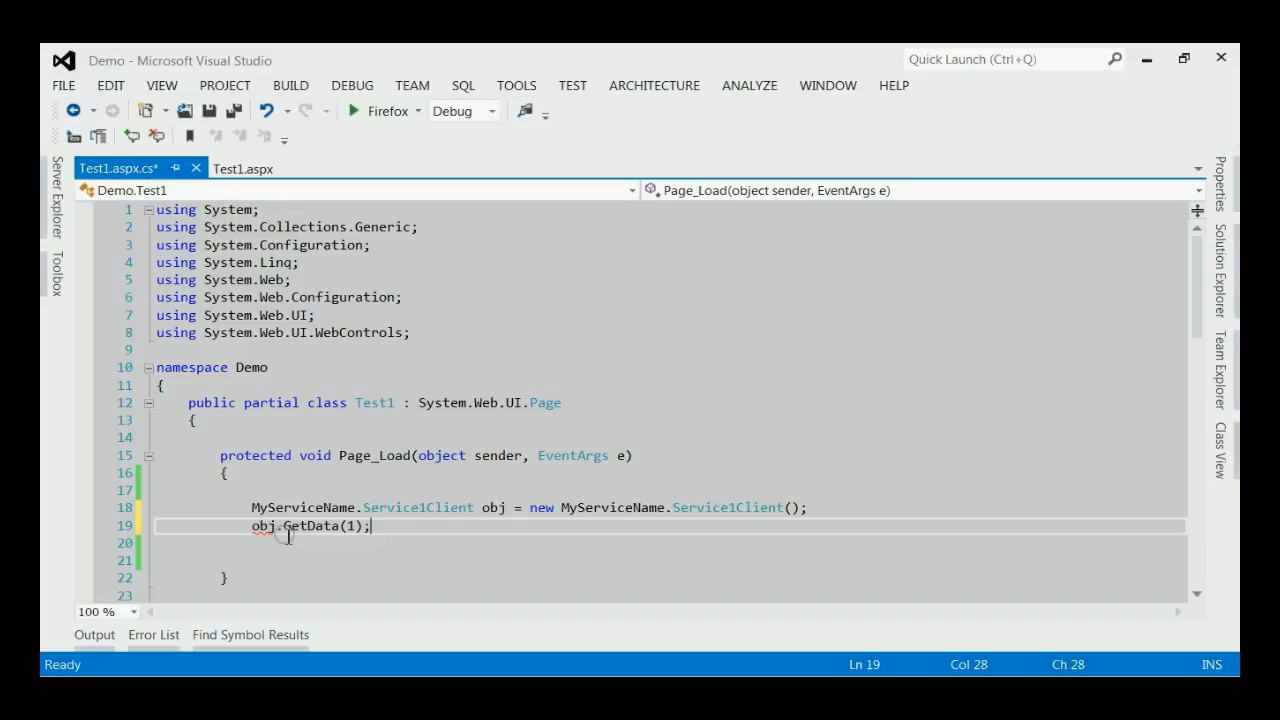 Demo - Microsoft Visual Studio
Quick Launch (Ctrl+Q)
FILE EDIT VIEW PROJECT BUILD DEBUG TEAM SQL TOOLS TEST ARCHITECTURE ANALYZE WINDOW HELP
Firefox Debug
Test1.aspx.cs* Test1.aspx
Demo.Test1 Page_Load(object sender, EventArgs e)
Server Explorer
Toolbox
1 using System;
2 using System.Collections.Generic;
3 using System.Configuration;
4 using System.Linq;
5 using System.Web;
6 using System.Web.Configuration;
7 using System.Web.UI;
8 using System.Web.UI.WebControls;
9
10 namespace Demo
11 {
12 public partial class Test1 : System.Web.UI.Page
13 {
14
15 protected void Page_Load(object sender, EventArgs e)
16 {
17
18 MyServiceName.Service1Client obj = new MyServiceName.Service1Client();
19 obj.GetData(1);
20
21
22 }
23
Properties
Solution Explorer
Team Explorer
Class View
100 %
Output Error List Find Symbol Results
Ready Ln 19 Col 28 Ch 28 INS